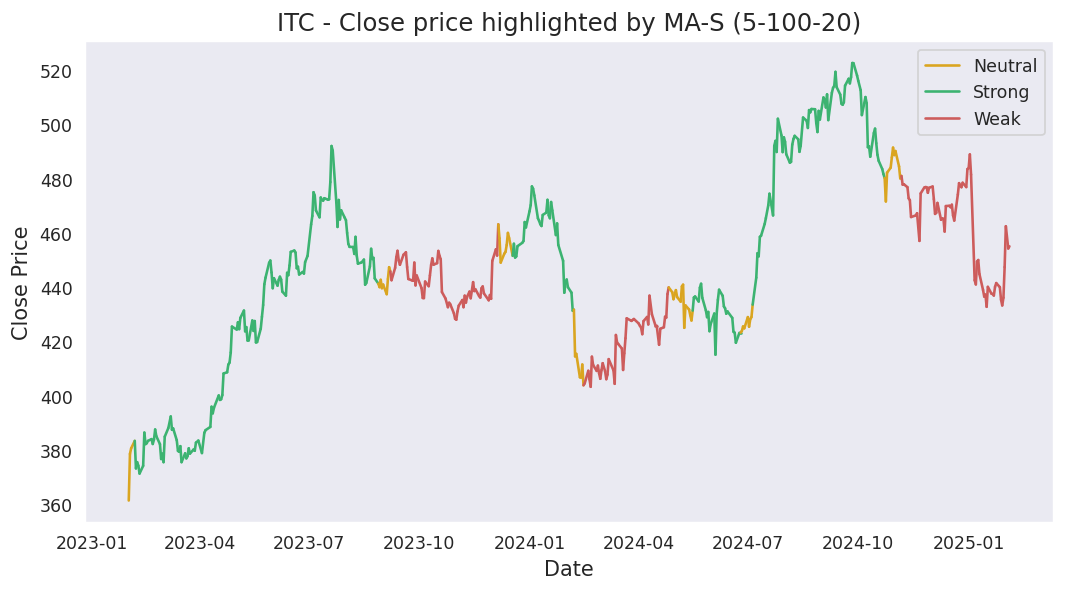 ITC - Close price highlighted by MA-S (5-100-20)
Neutral
Strong
Weak
Close Price
520
500
480
460
440
420
400
380
360
2023-01 2023-04 2023-07 2023-10 2024-01 2024-04 2024-07 2024-10 2025-01
Date